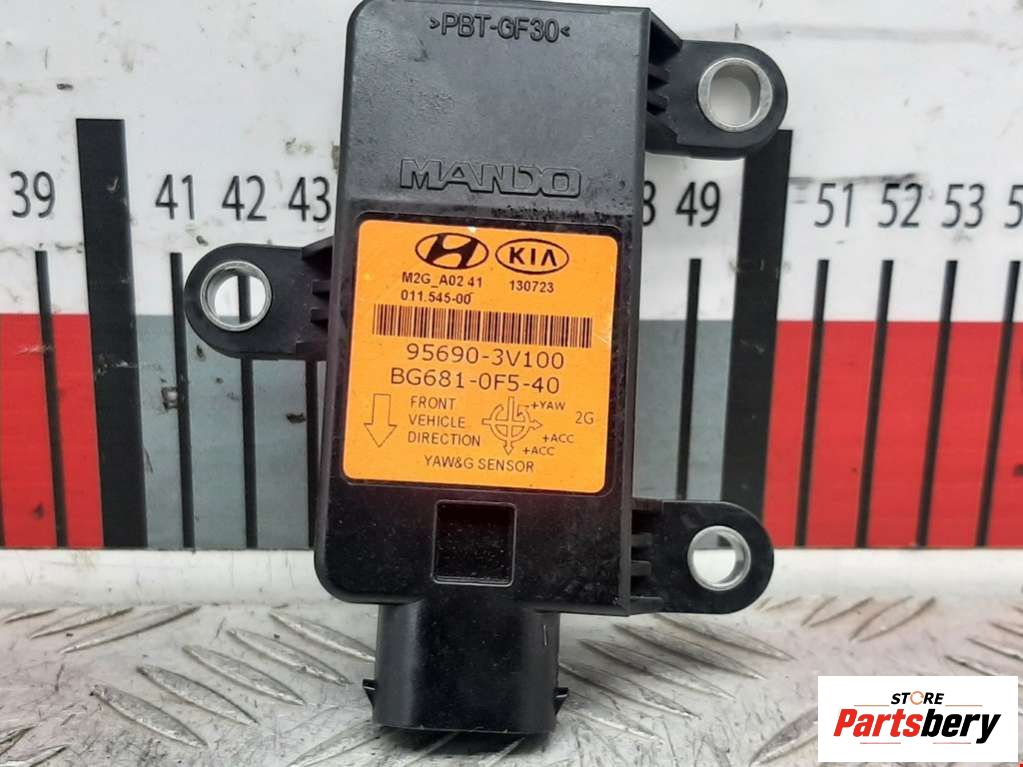 >PBT-GF30<
MANDO
39 41 42 43 8 49 51 52 53 5
KIA
M2G_A02 41 130723
011.545-00
95690-3V100
BG681-0F5-40
FRONT
VEHICLE
DIRECTION
+YAW
2G
+ACC
+ACC
YAW&G SENSOR
STORE
Partsbery